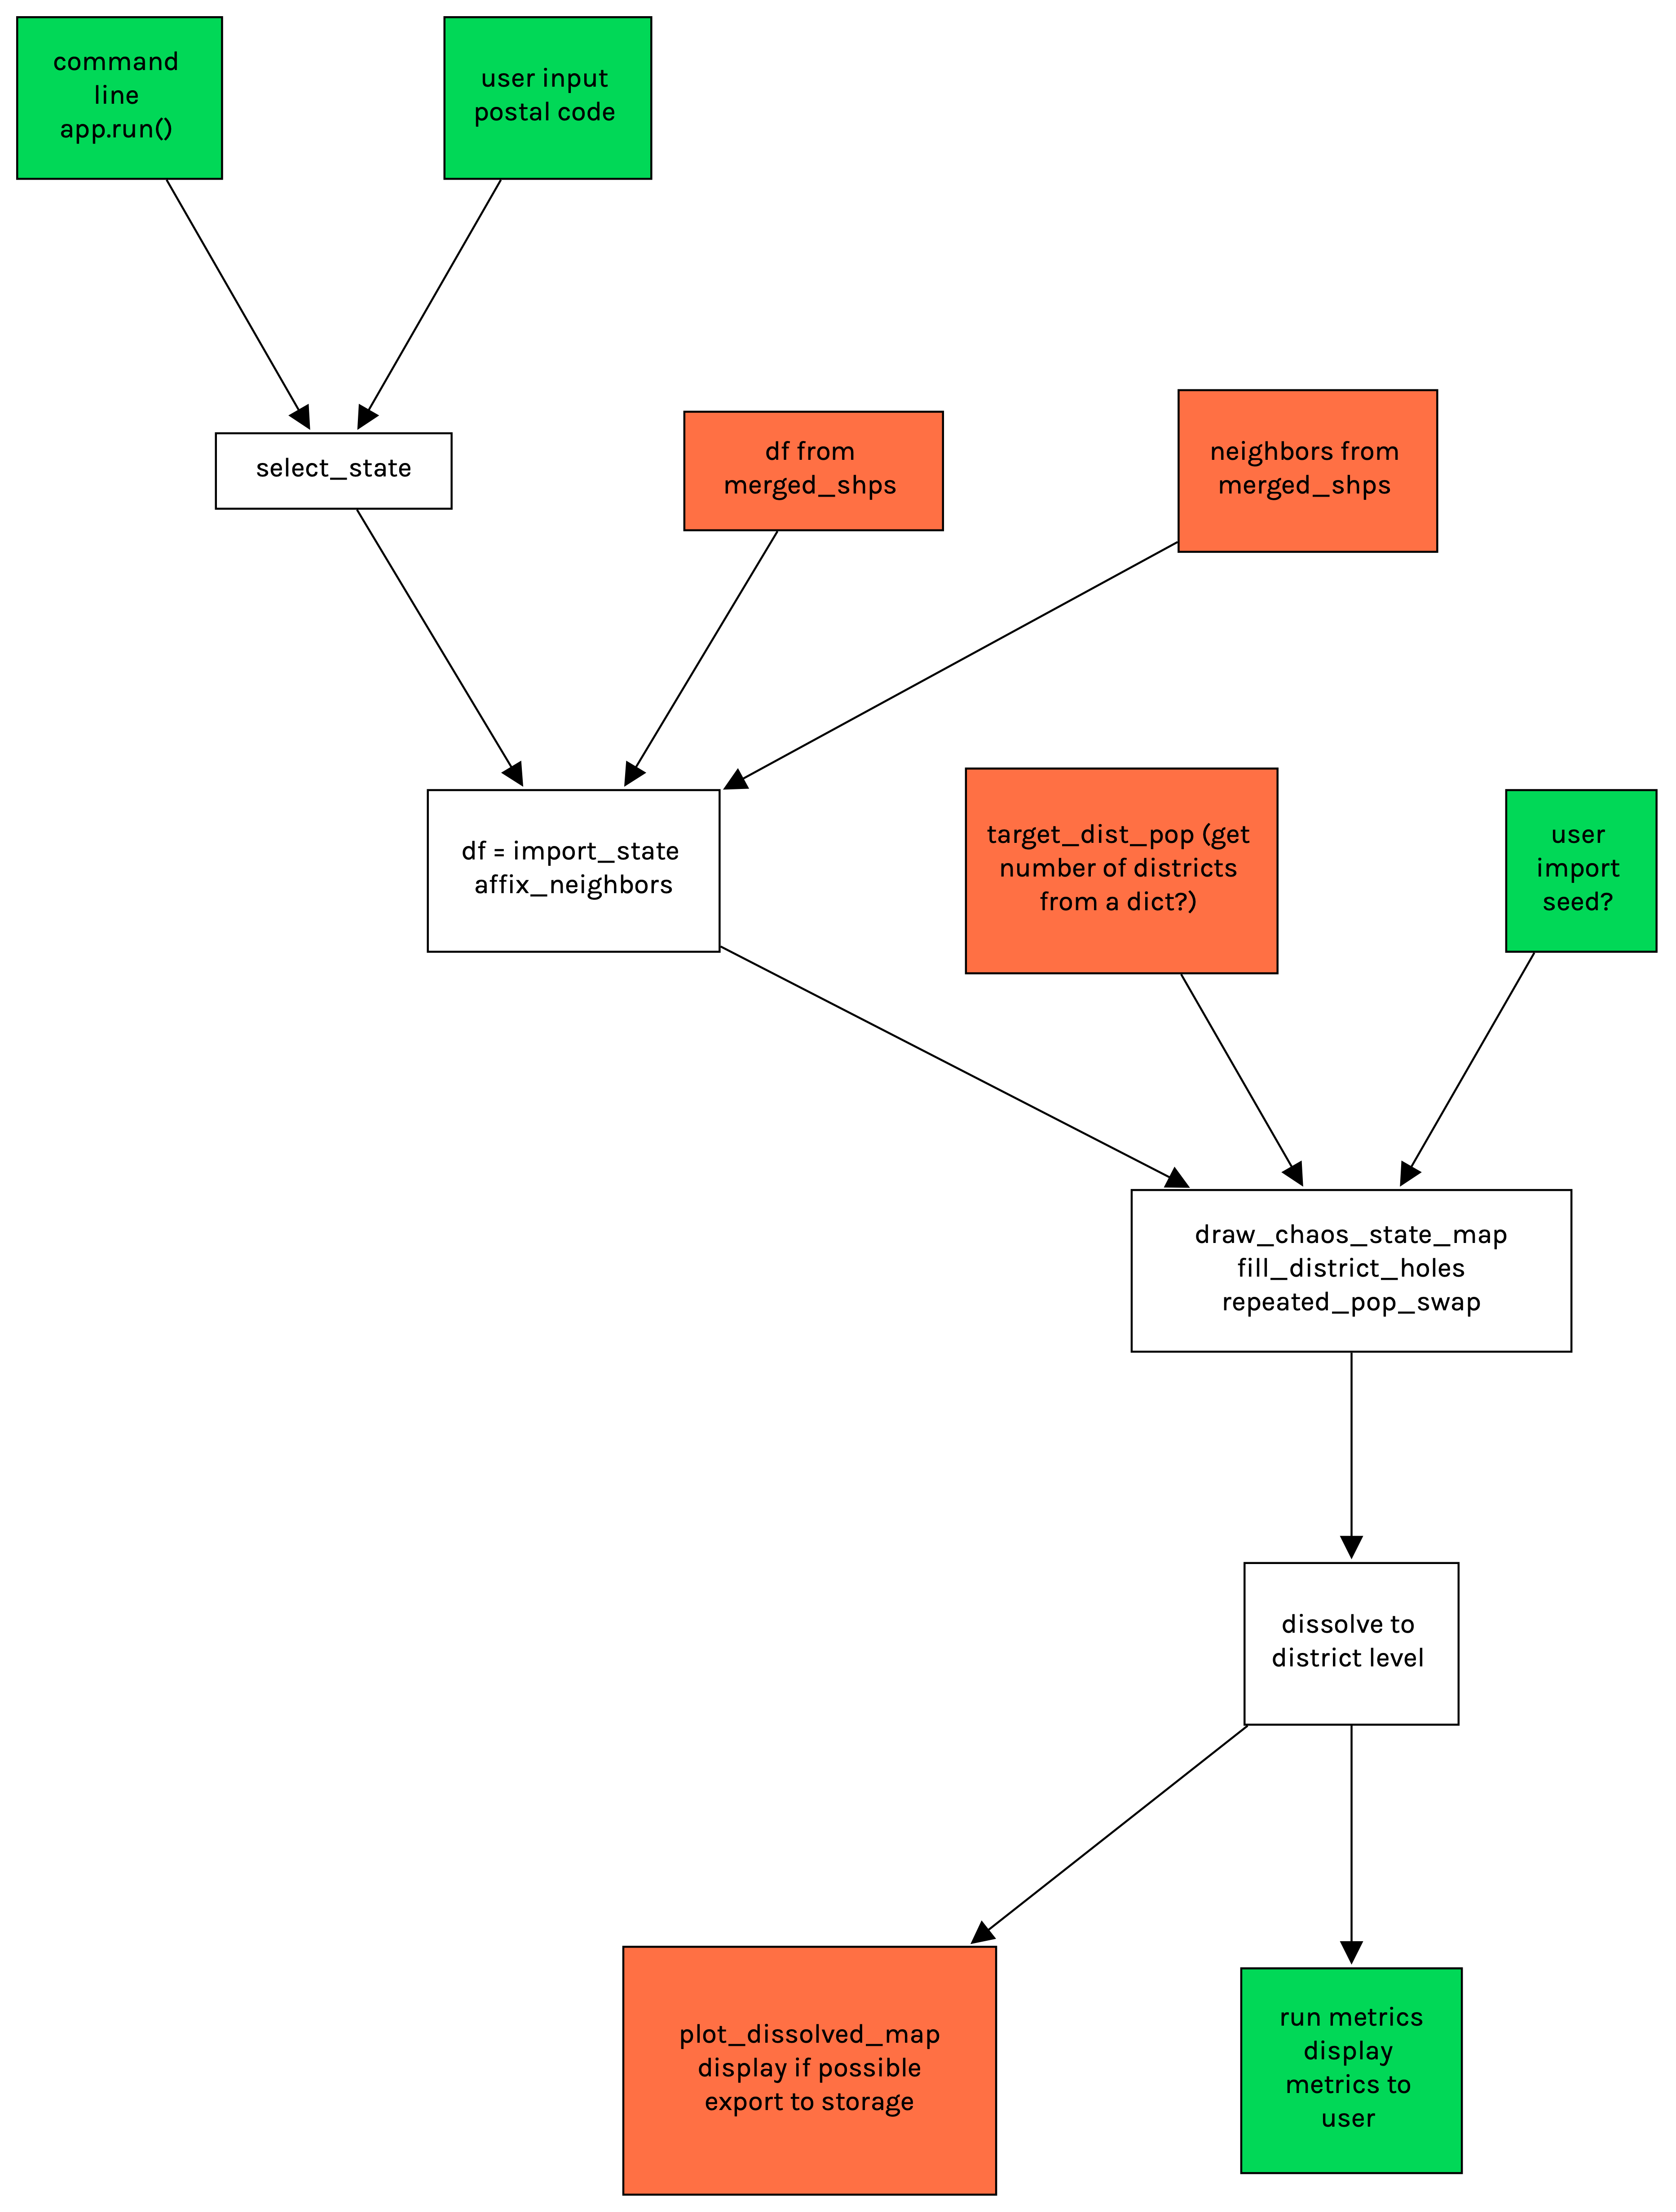 command
line
app.run()
user input
postal code
select_state
df from
merged_shps
neighbors from
merged_shps
df = import_state
affix_neighbors
target_dist_pop (get
number of districts
from a dict?)
user
import
seed?
draw_chaos_state_map
fill_district_holes
repeated_pop_swap
dissolve to
district level
plot_dissolved_map
display if possible
export to storage
run metrics
display
metrics to
user